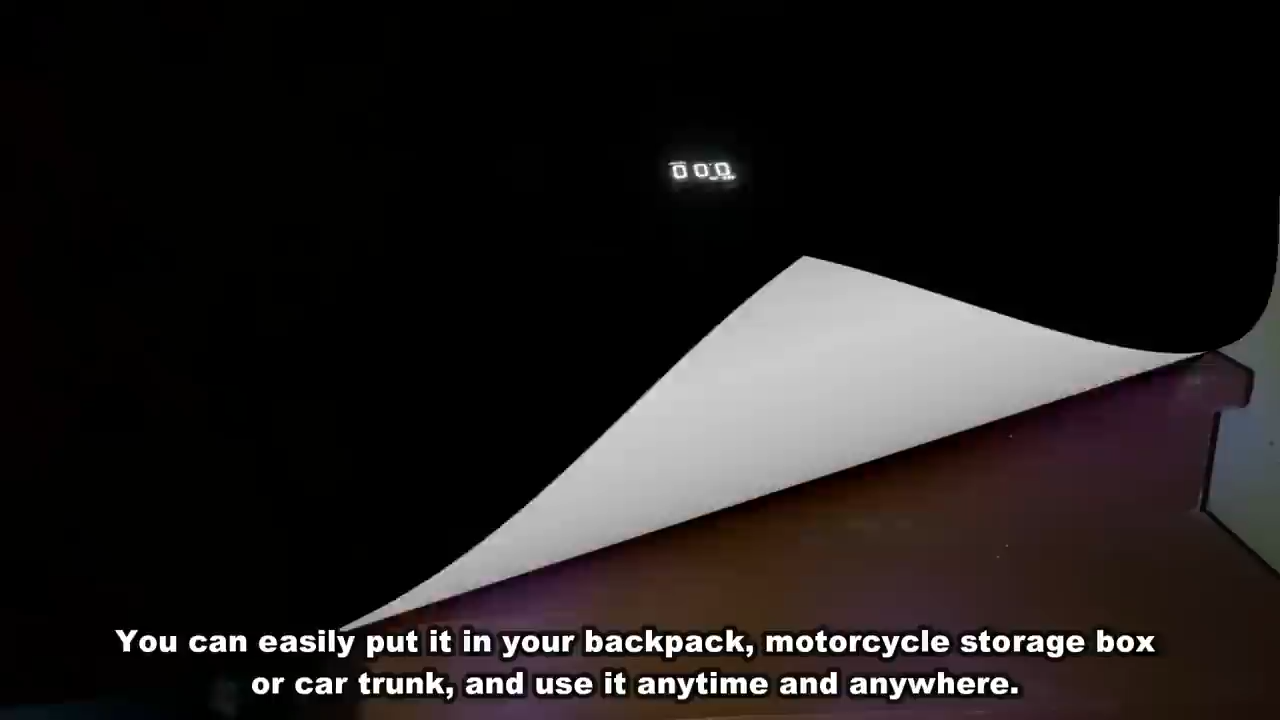 000
You can easily put it in your backpack, motorcycle storage box
or car trunk, and use it anytime and anywhere.